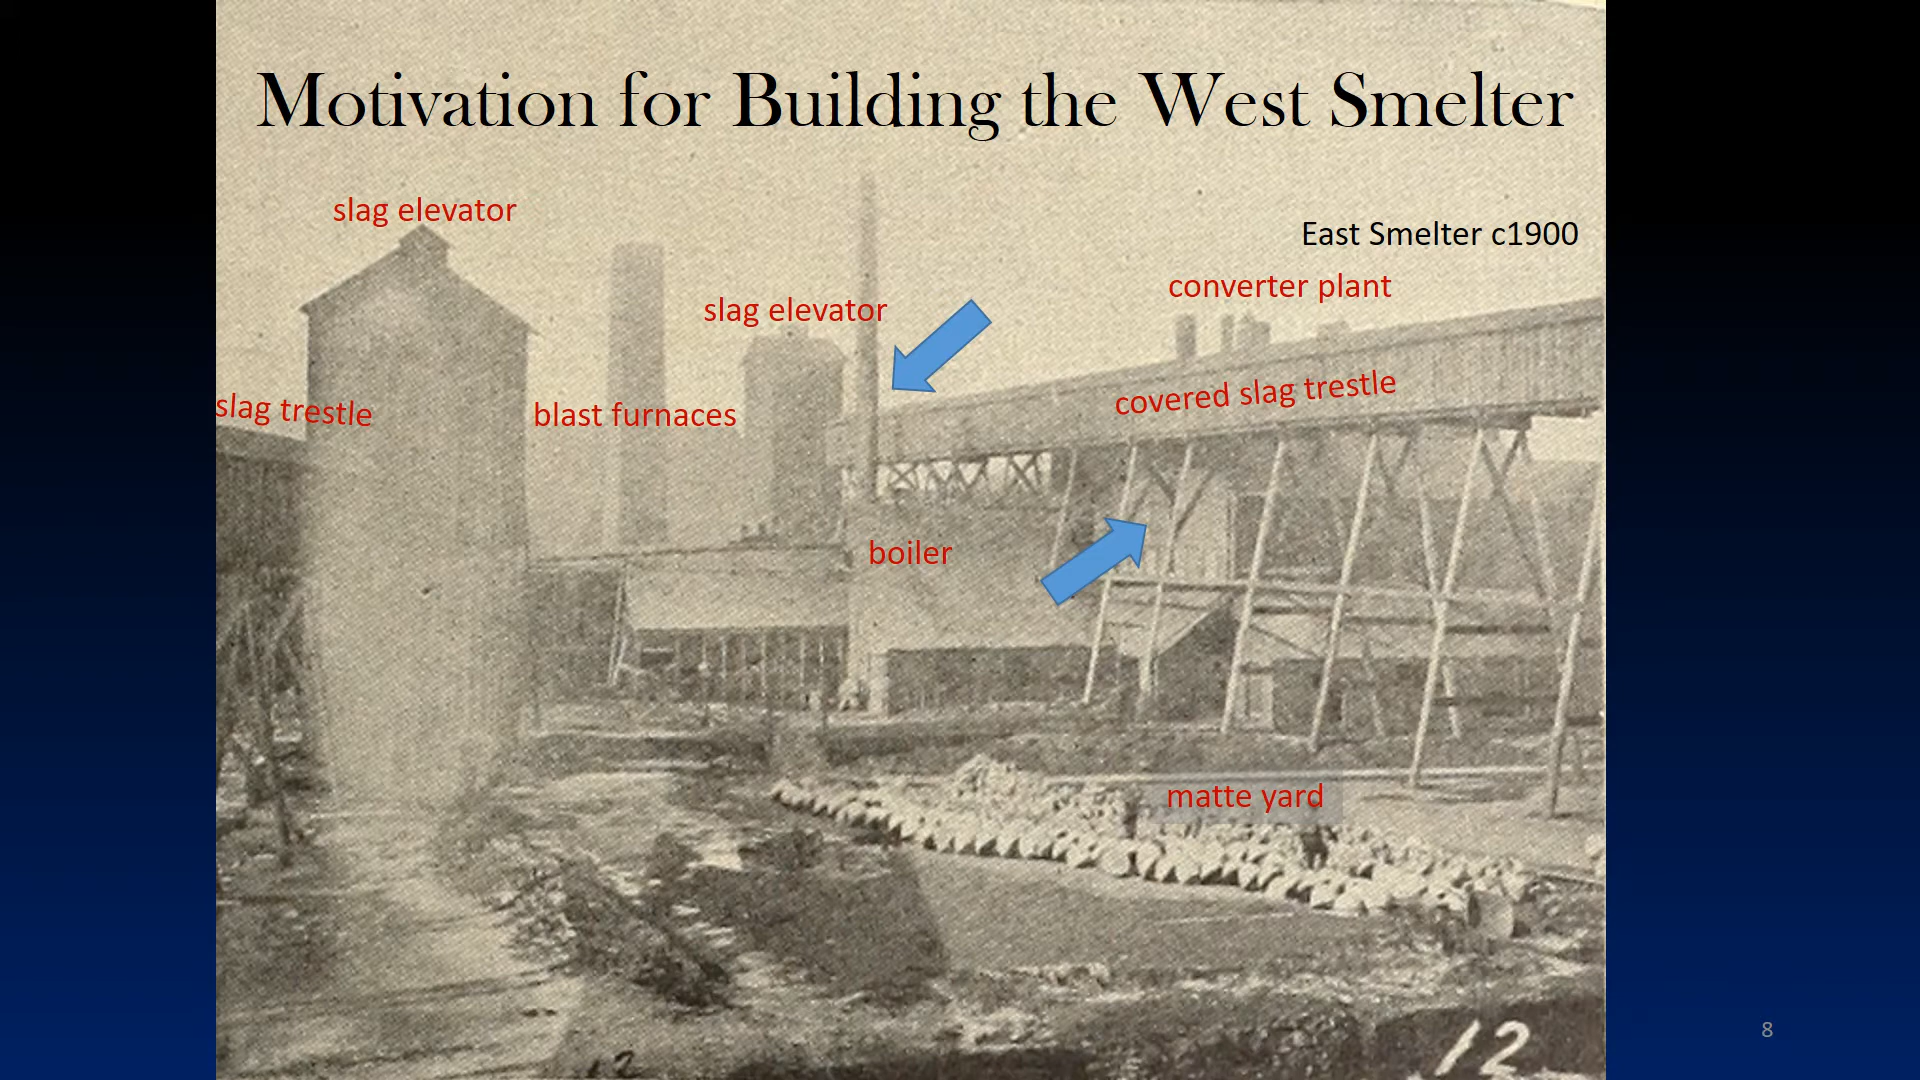 Motivation for Building the West Smelter
slag elevator
East Smelter c1900
converter plant
slag elevator
covered slag trestle
slag trestle
blast furnaces
boiler
matte yard
8
12
12